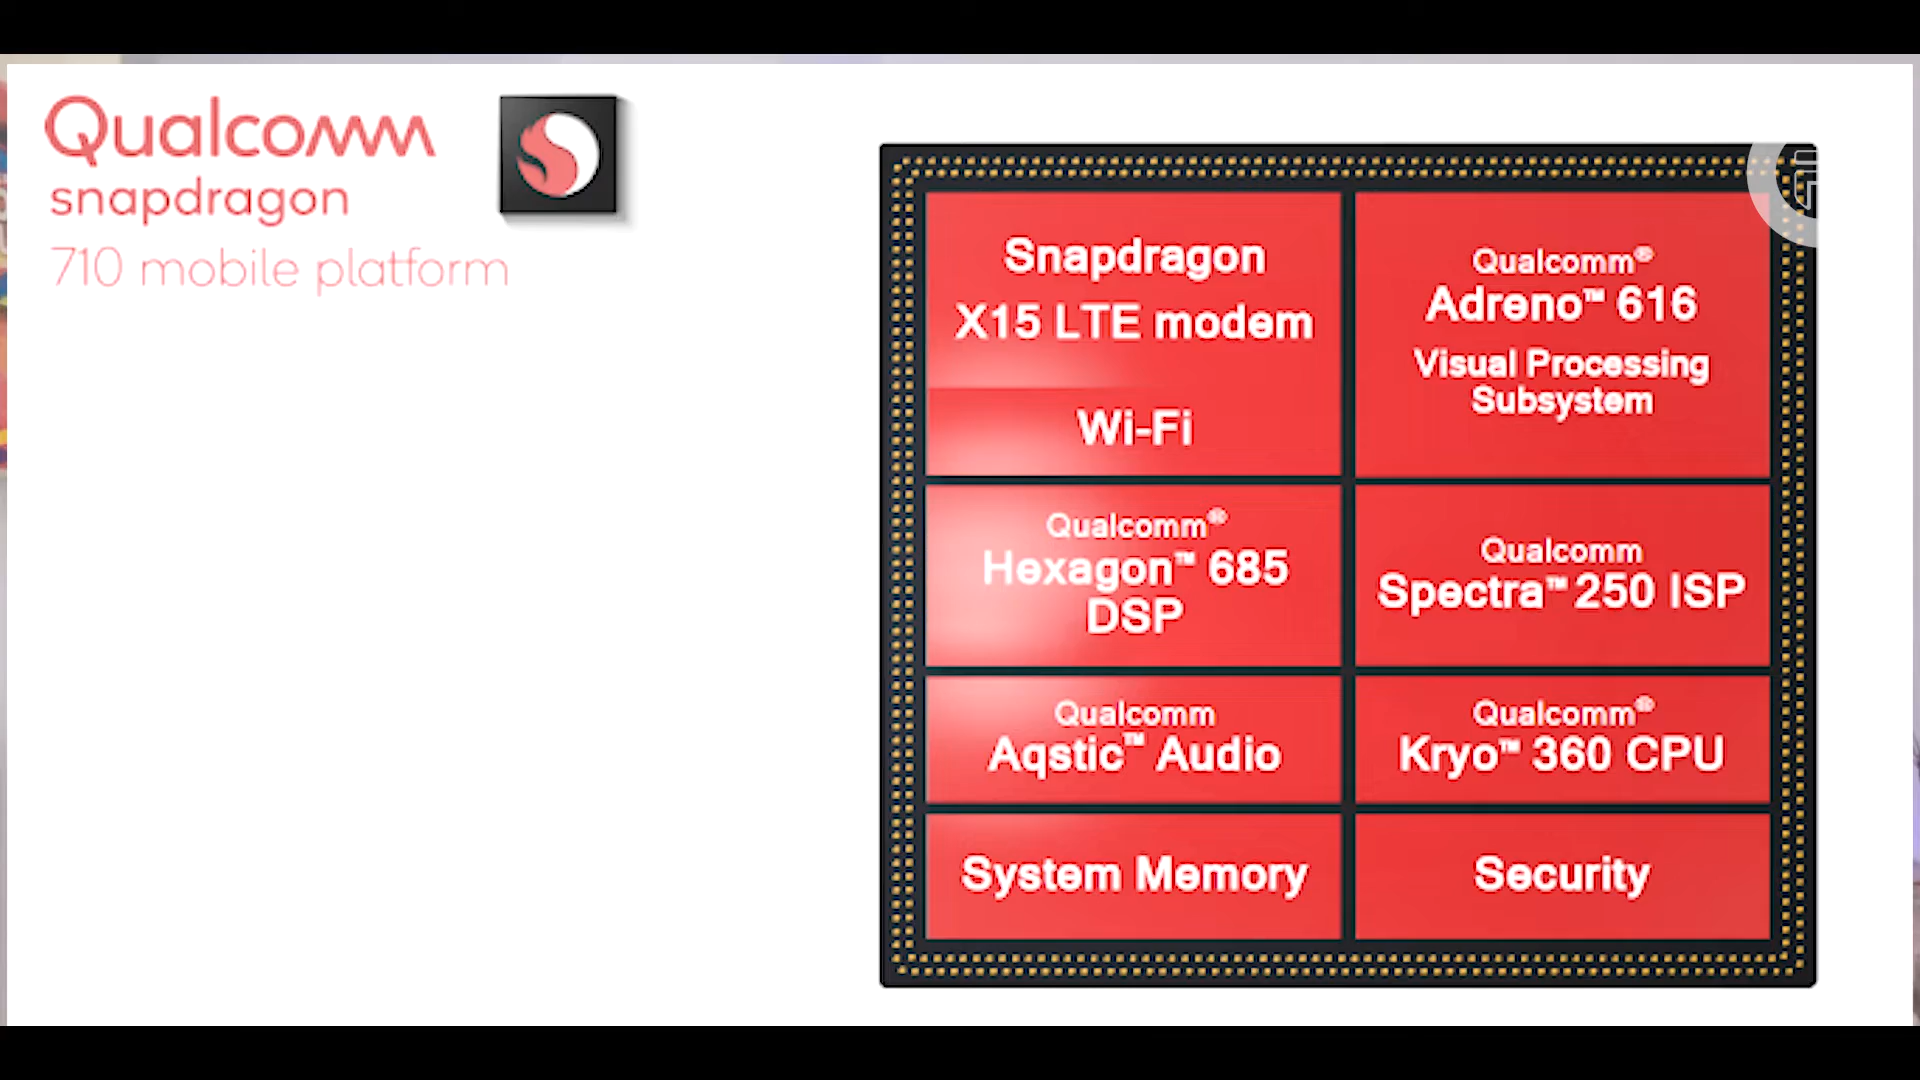 Qualcomm
snapdragon
710 mobile platform
Snapdragon
X15 LTE modem
Wi-Fi
Qualcomm®
Adreno™ 616
Visual Processing
Subsystem
Qualcomm®
Hexagon™ 685
DSP
Qualcomm
Spectra™ 250 ISP
Qualcomm
Aqstic™ Audio
Qualcomm®
Kryo™ 360 CPU
System Memory
Security